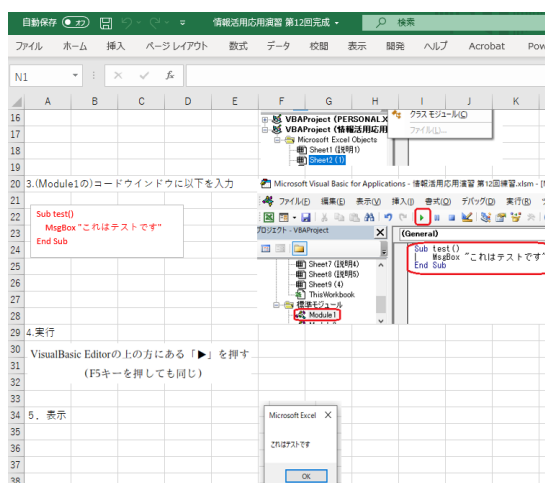 自動保存 オフ 情報活用応用演習 第12回完成 検索
ファイル ホーム 挿入 ページレイアウト 数式 データ 校閲 表示 開発 ヘルプ Acrobat Pow
N1 fx
A B C D E F G H I J K
16
17
18
19
20
21
22
23
24
25
26
27
28
29
30
31
32
33
34
35
36
37
38
VBAProject (PERSONAL.X
VBAProject (情報活用応用
Microsoft Excel Objects
Sheet1 (説明1)
Sheet2 (1)
クラス モジュール(C)
ファイル(I)...
3.(Module1の)コードウインドウに以下を入力
Sub test()
MsgBox "これはテストです"
End Sub
Microsoft Visual Basic for Applications - 情報活用応用演習 第12回練習.xlsm - [
ファイル(F) 編集(E) 表示(V) 挿入(I) 書式(O) デバッグ(D) 実行(R)
プロジェクト - VBAProject
(General)
Sub test()
MsgBox "これはテストです"
End Sub
Sheet7 (説明4)
Sheet8 (説明5)
Sheet9 (4)
ThisWorkbook
標準モジュール
Module1
4.実行
VisualBasic Editorの上の方にある「▶」を押す
(F5キーを押しても同じ)
5．表示
Microsoft Excel
これはテストです
OK